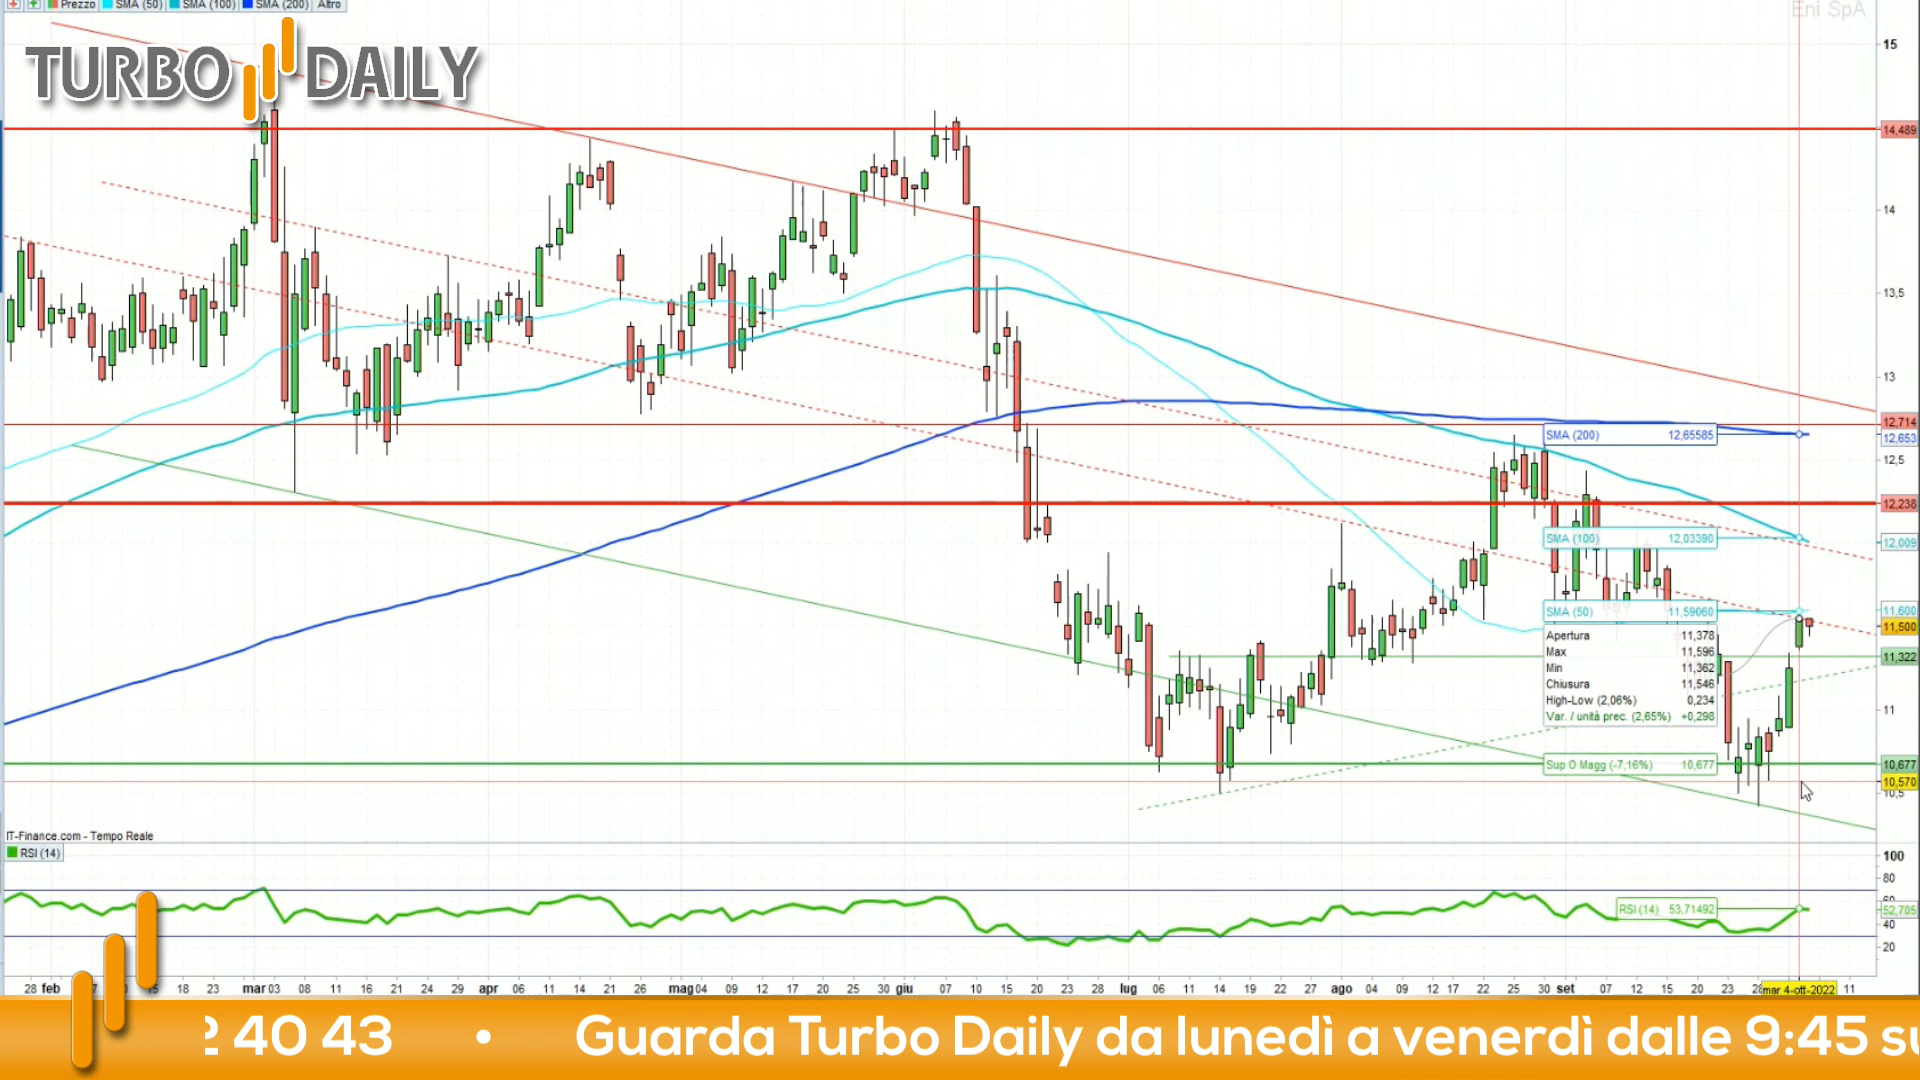 Prezzo SMA (50) SMA (100) SMA (200) Altro
Eni SpA
TURBO DAILY
15
14,489
14
13,5
13
12,714
12,653
12,5
12,238
12,009
11,600
11,500
11,322
11
10,677
10,570
10,5
SMA (200) 12,65585
SMA (100) 12,03390
SMA (50) 11,59060
Apertura 11,378
Max 11,596
Min 11,362
Chiusura 11,546
High-Low (2,06%) 0,234
Var. / unità prec. (2,65%) +0,298
Sup O Magg (-7,16%) 10,677
IT-Finance.com - Tempo Reale
RSI (14)
100
80
52,705
40
20
RSI (14) 53,71492
28 feb 15 18 23 mar 03 08 11 16 21 24 29 apr 06 11 14 21 26 29 mag 04 09 12 17 20 25 30 giu 07 10 15 20 23 28 lug 06 11 14 19 22 27 ago 04 09 12 17 22 25 30 set 07 12 15 20 23 mar 4-ott-2022 11
40 43 • Guarda Turbo Daily da lunedì a venerdì dalle 9:45 su